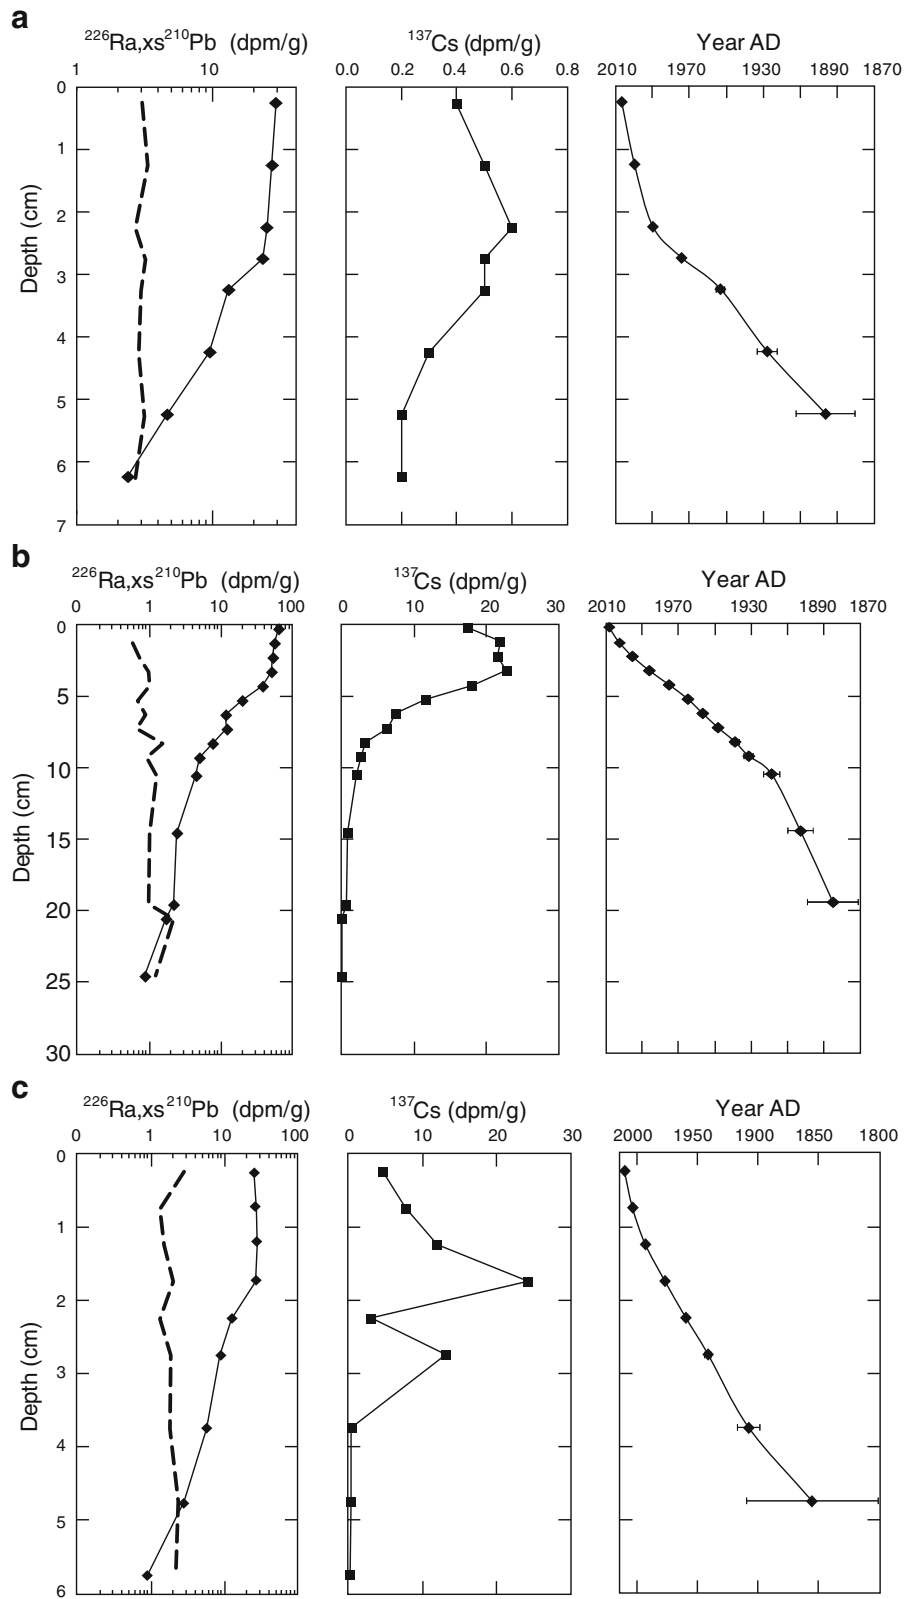 a
²²⁶Ra,xs²¹⁰Pb (dpm/g)
¹³⁷Cs (dpm/g)
Year AD
1 10
0.0 0.2 0.4 0.6 0.8
2010 1970 1930 1890 1870
Depth (cm)
0
1
2
3
4
5
6
7
b
²²⁶Ra,xs²¹⁰Pb (dpm/g)
¹³⁷Cs (dpm/g)
Year AD
0 1 10 100
0 10 20 30
2010 1970 1930 1890 1870
Depth (cm)
0
5
10
15
20
25
30
c
²²⁶Ra,xs²¹⁰Pb (dpm/g)
¹³⁷Cs (dpm/g)
Year AD
0 1 10 100
0 10 20 30
2000 1950 1900 1850 1800
Depth (cm)
0
1
2
3
4
5
6